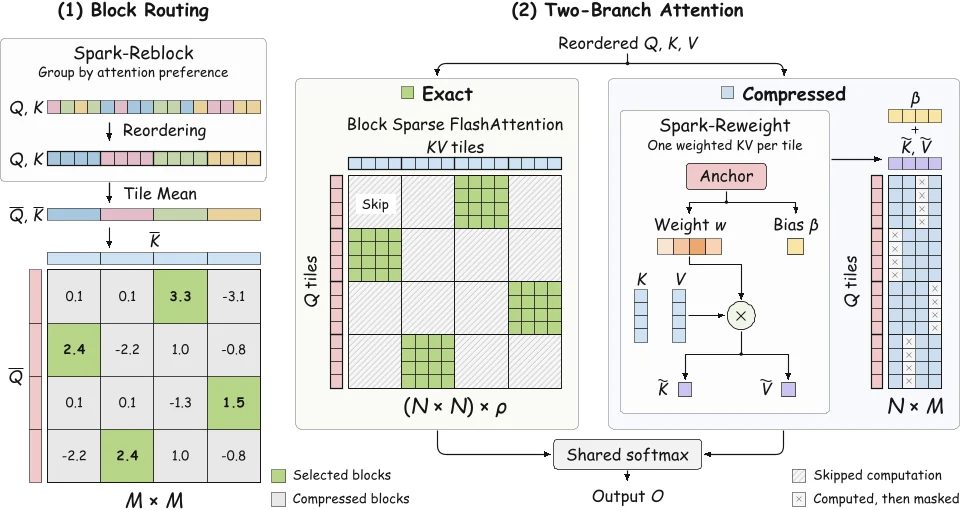 (1) Block Routing
Spark-Reblock
Group by attention preference
Q, K
Reordering
Q, K
Tile Mean
Q̅, K̅
K̅
Q̅
0.1 0.1 3.3 -3.1
2.4 -2.2 1.0 -0.8
0.1 0.1 -1.3 1.5
-2.2 2.4 1.0 -0.8
M × M
(2) Two-Branch Attention
Reordered Q, K, V
Exact
Block Sparse FlashAttention
KV tiles
Skip
Q tiles
(N × N) × ρ
Compressed
Spark-Reweight
One weighted KV per tile
Anchor
Weight w
Bias β
K
V
×
K̃
Ṽ
β
+
K̃, Ṽ
Q tiles
N × M
Shared softmax
Output O
Selected blocks
Compressed blocks
Skipped computation
Computed, then masked